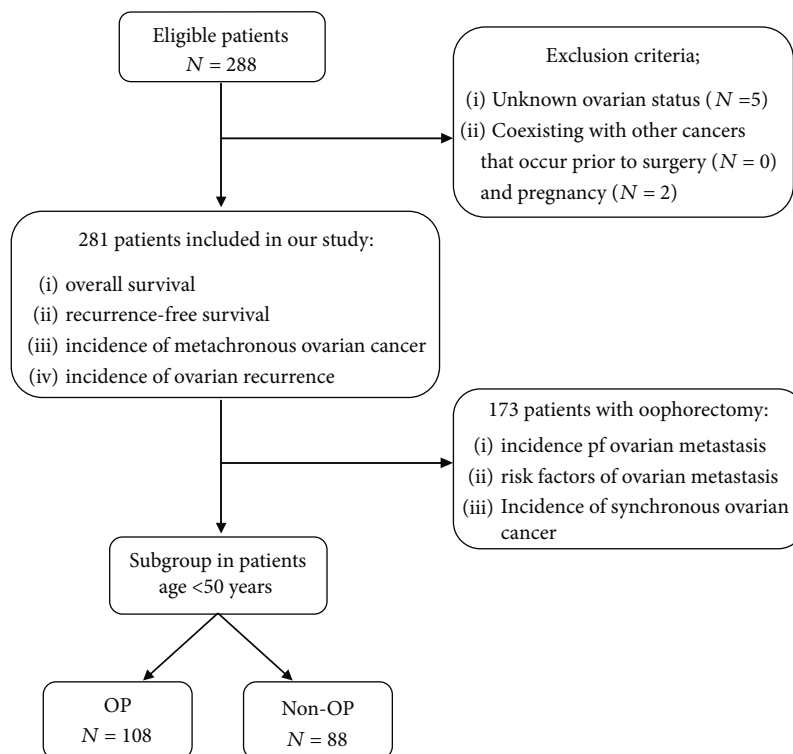 Eligible patients
N = 288
Exclusion criteria;
(i) Unknown ovarian status (N =5)
(ii) Coexisting with other cancers
that occur prior to surgery (N = 0)
and pregnancy (N = 2)
281 patients included in our study:
(i) overall survival
(ii) recurrence-free survival
(iii) incidence of metachronous ovarian cancer
(iv) incidence of ovarian recurrence
173 patients with oophorectomy:
(i) incidence pf ovarian metastasis
(ii) risk factors of ovarian metastasis
(iii) Incidence of synchronous ovarian
cancer
Subgroup in patients
age <50 years
OP
N = 108
Non-OP
N = 88